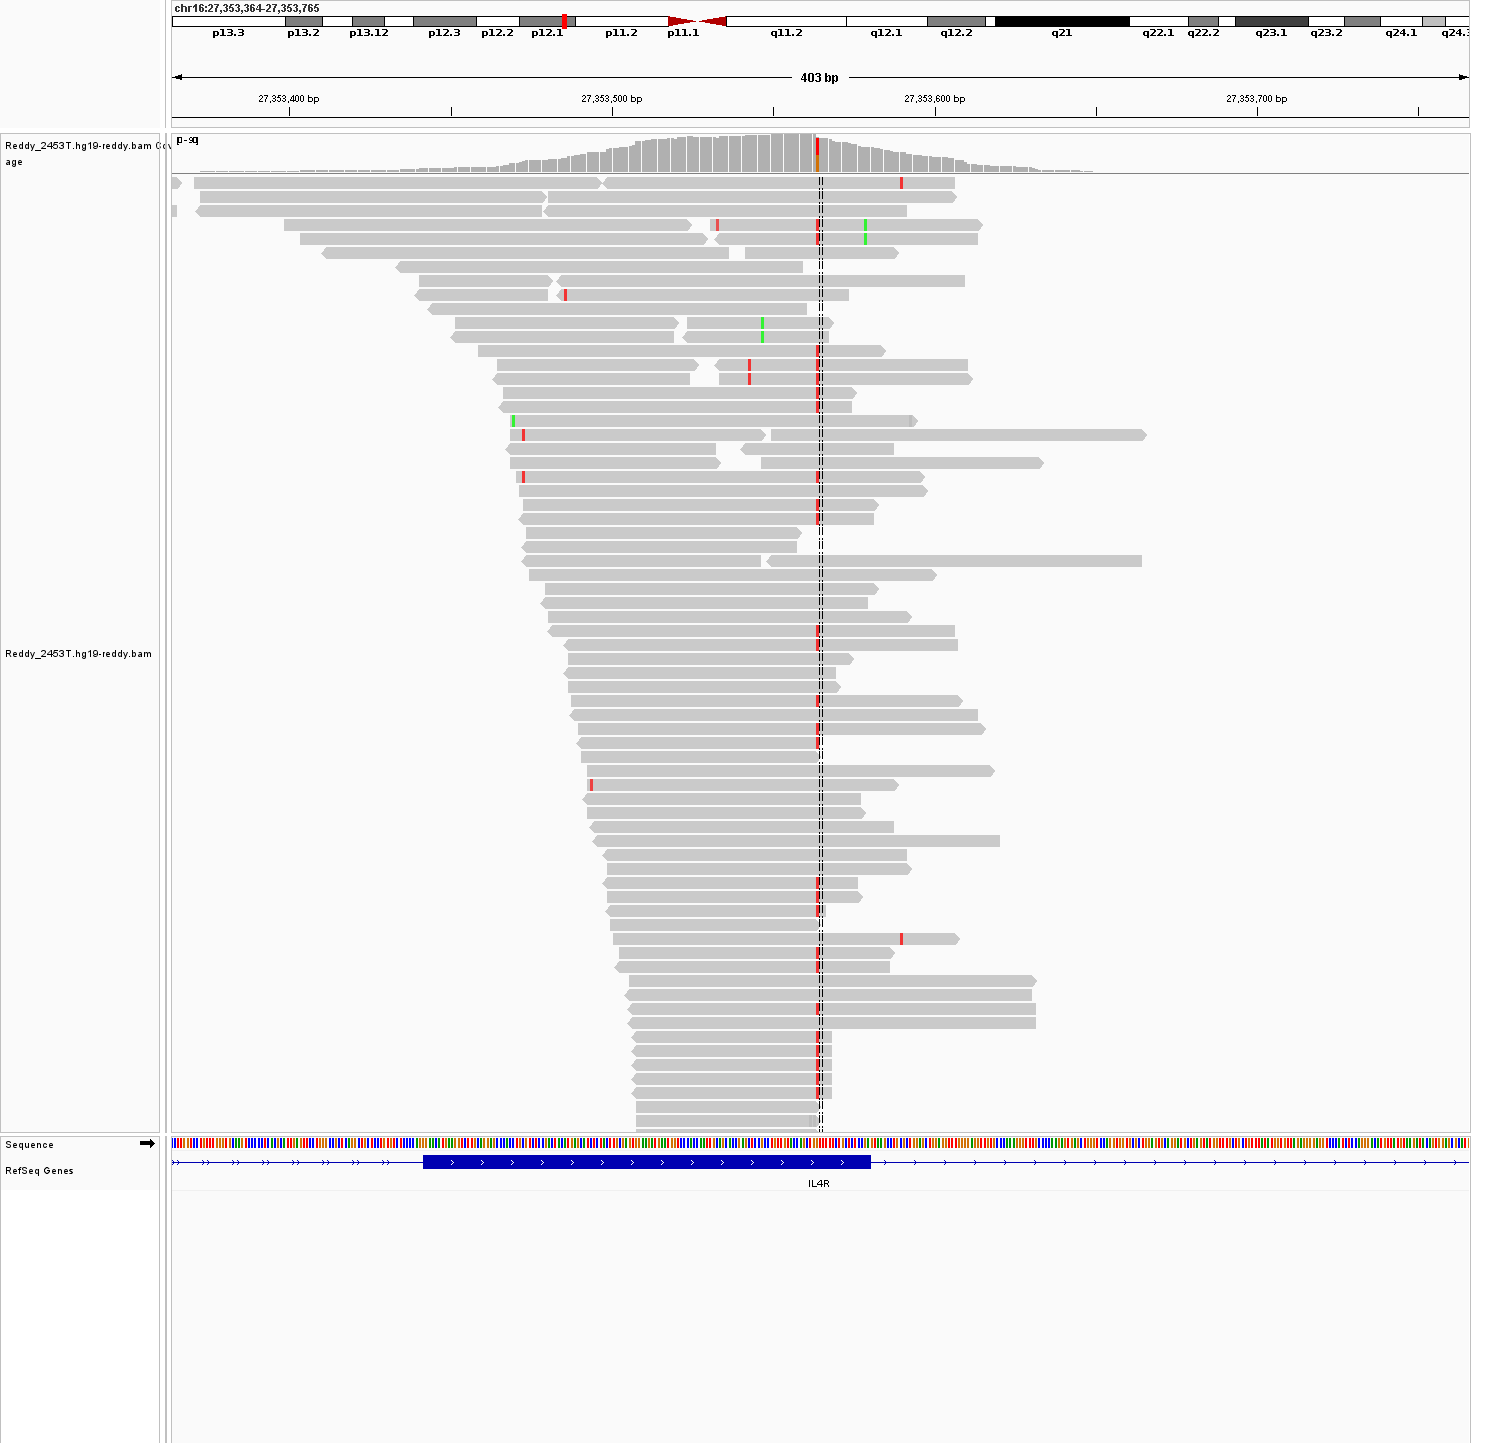 chr16:27,353,364-27,353,765
p13.3 p13.2 p13.12 p12.3 p12.2 p12.1 p11.2 p11.1 q11.2 q12.1 q12.2 q21 q22.1 q22.2 q23.1 q23.2 q24.1 q24.3
403 bp
27,353,400 bp 27,353,500 bp 27,353,600 bp 27,353,700 bp
Reddy_2453T.hg19-reddy.bam Cov
age
Reddy_2453T.hg19-reddy.bam
Sequence
RefSeq Genes
IL4R